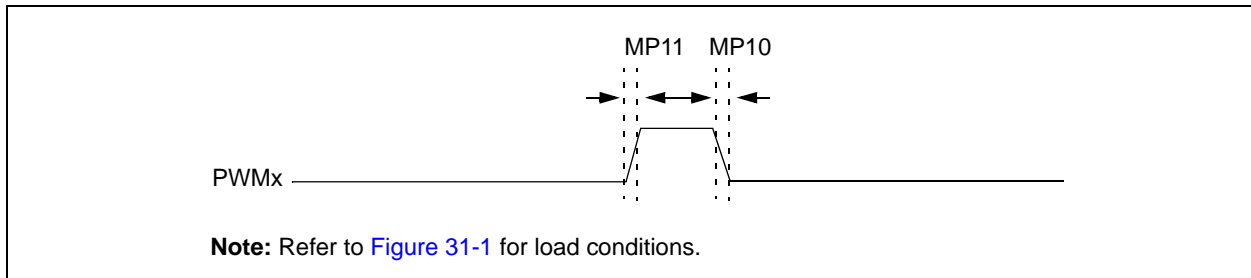 MP11 MP10
PWMx
Note: Refer to Figure 31-1 for load conditions.